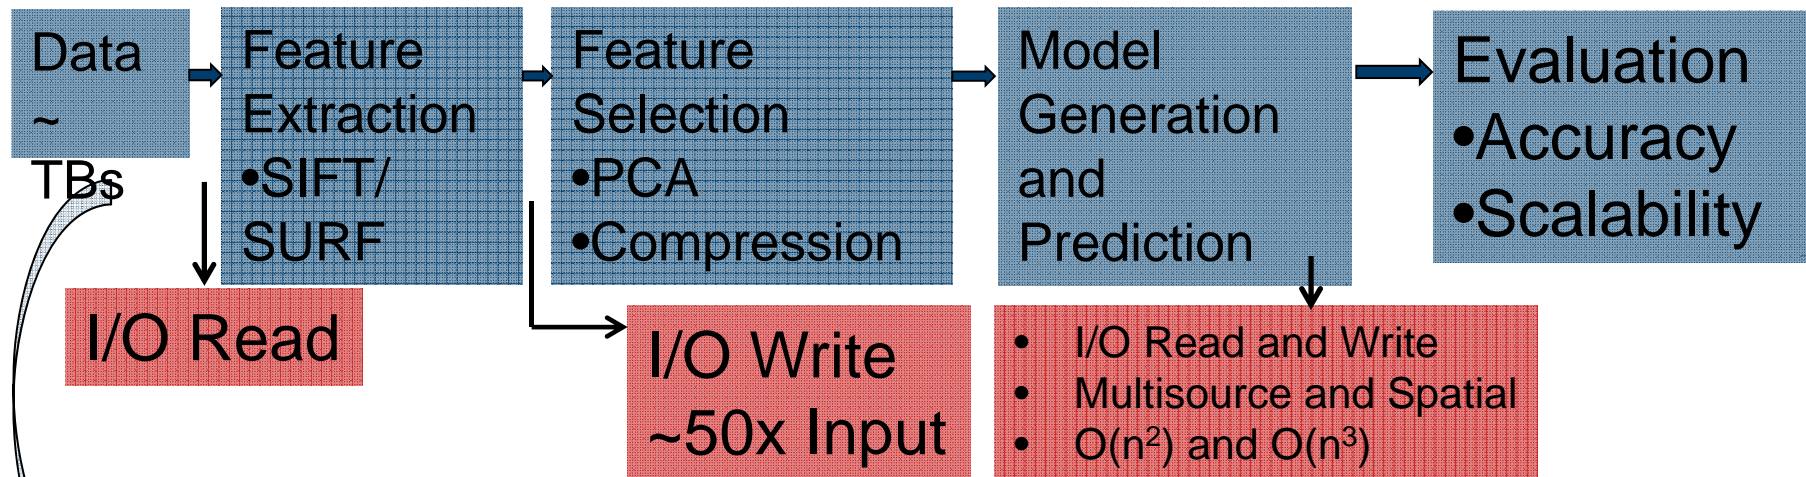 Data
~
TBs
Feature
Extraction
•SIFT/
SURF
Feature
Selection
•PCA
•Compression
Model
Generation
and
Prediction
Evaluation
•Accuracy
•Scalability
I/O Read
I/O Write
~50x Input
• I/O Read and Write
• Multisource and Spatial
• O(n²) and O(n³)